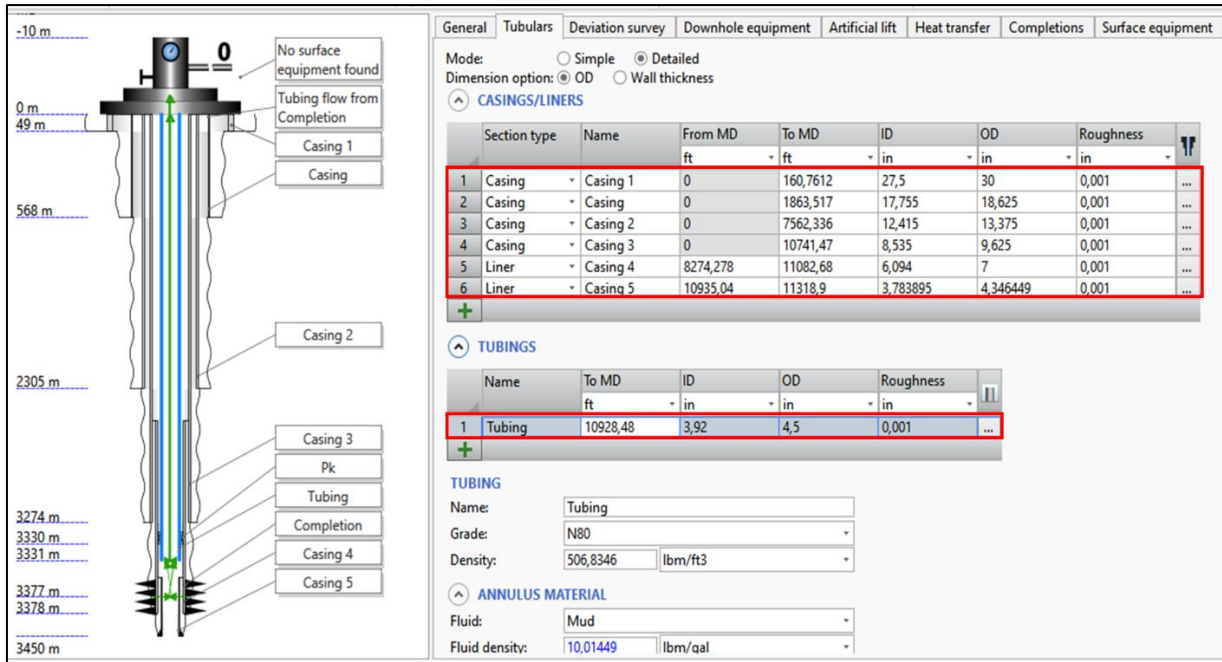 -10 m
0 m
49 m
568 m
2305 m
3274 m
3330 m
3331 m
3377 m
3378 m
3450 m
0
No surface
equipment found
Tubing flow from
Completion
Casing 1
Casing
Casing 2
Casing 3
Pk
Tubing
Completion
Casing 4
Casing 5
General Tubulars Deviation survey Downhole equipment Artificial lift Heat transfer Completions Surface equipment
Mode: Simple Detailed
Dimension option: OD Wall thickness
CASINGS/LINERS
Section type Name From MD To MD ID OD Roughness
ft ft in in in
1 Casing Casing 1 0 160,7612 27,5 30 0,001 ...
2 Casing Casing 0 1863,517 17,755 18,625 0,001 ...
3 Casing Casing 2 0 7562,336 12,415 13,375 0,001 ...
4 Casing Casing 3 0 10741,47 8,535 9,625 0,001 ...
5 Liner Casing 4 8274,278 11082,68 6,094 7 0,001 ...
6 Liner Casing 5 10935,04 11318,9 3,783895 4,346449 0,001 ...
TUBINGS
Name To MD ID OD Roughness
ft in in in
1 Tubing 10928,48 3,92 4,5 0,001 ...
TUBING
Name: Tubing
Grade: N80
Density: 506,8346 lbm/ft3
ANNULUS MATERIAL
Fluid: Mud
Fluid density: 10,01449 lbm/gal